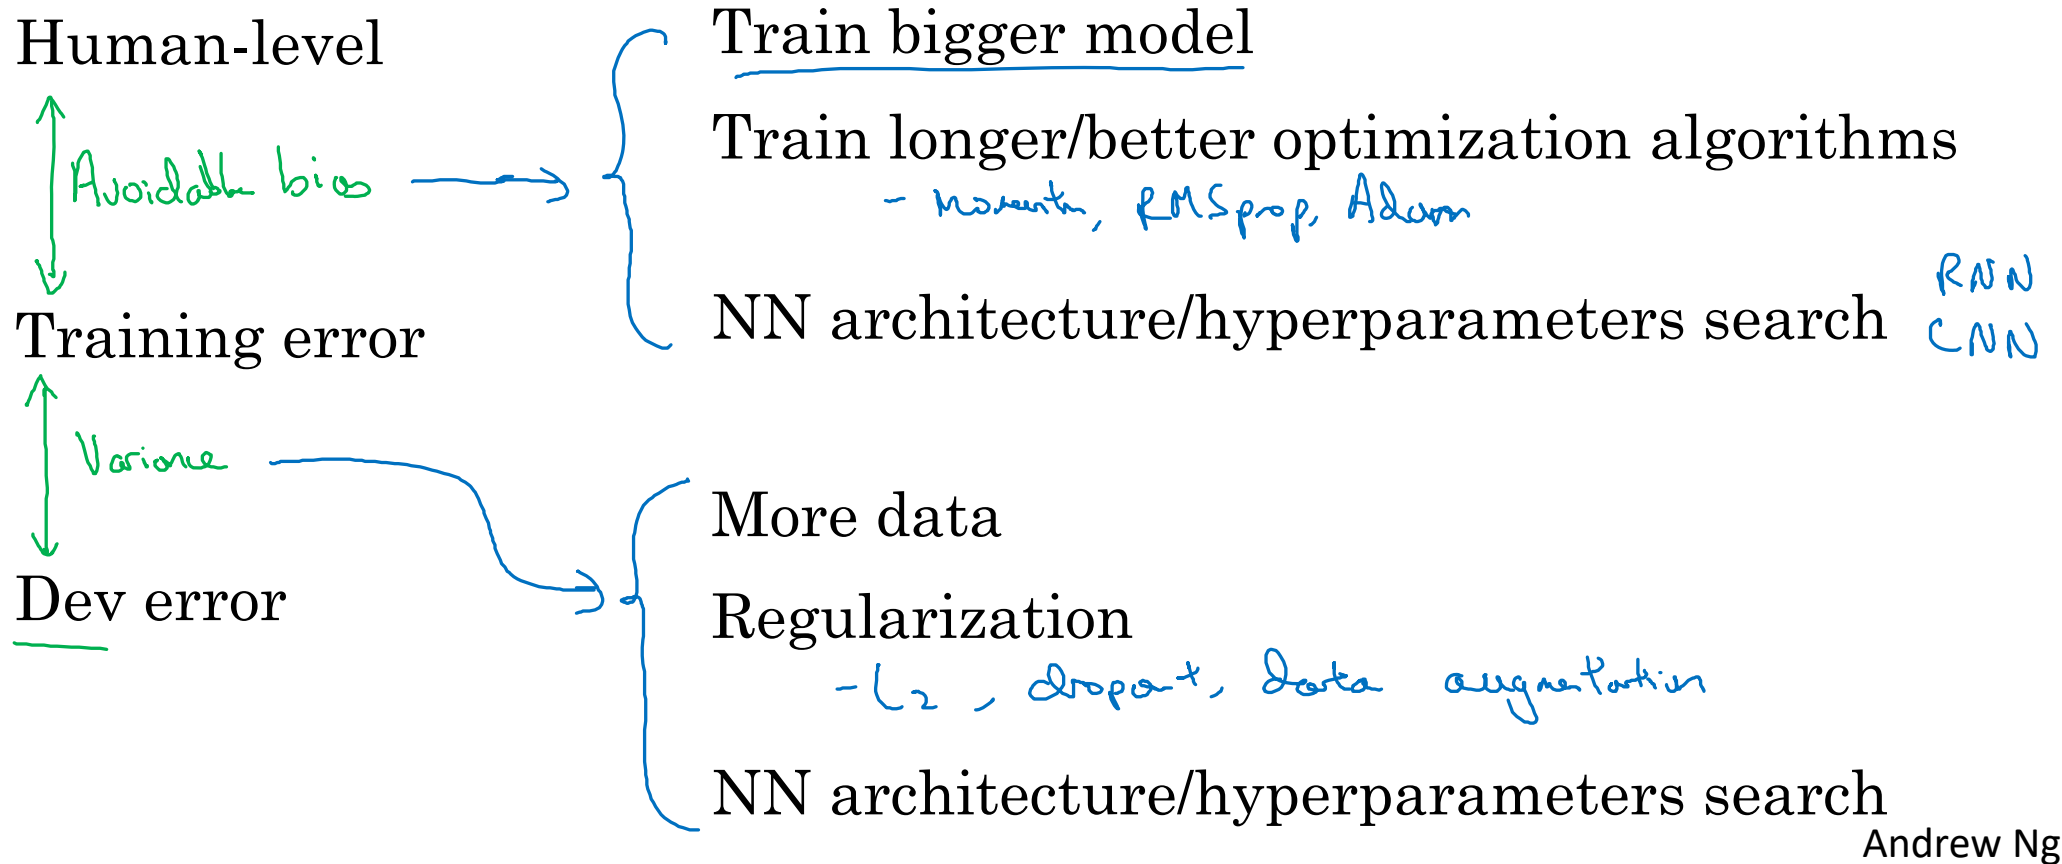 Human-level
Avoidable bias
Training error
Variance
Dev error
Train bigger model
Train longer/better optimization algorithms
- Momentum, RMSprop, Adam
NN architecture/hyperparameters search
RNN
CNN
More data
Regularization
- L2, dropout, data augmentation
NN architecture/hyperparameters search
Andrew Ng